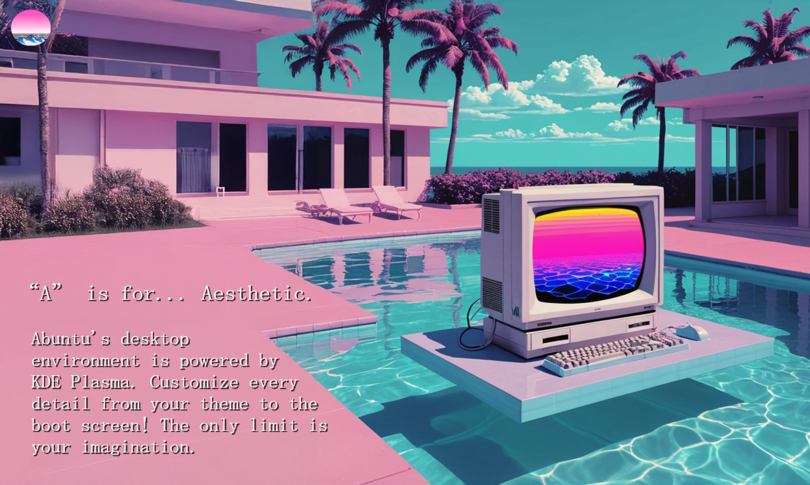 “A” is for... Aesthetic.
Abuntu’s desktop
environment is powered by
KDE Plasma. Customize every
detail from your theme to the
boot screen! The only limit is
your imagination.